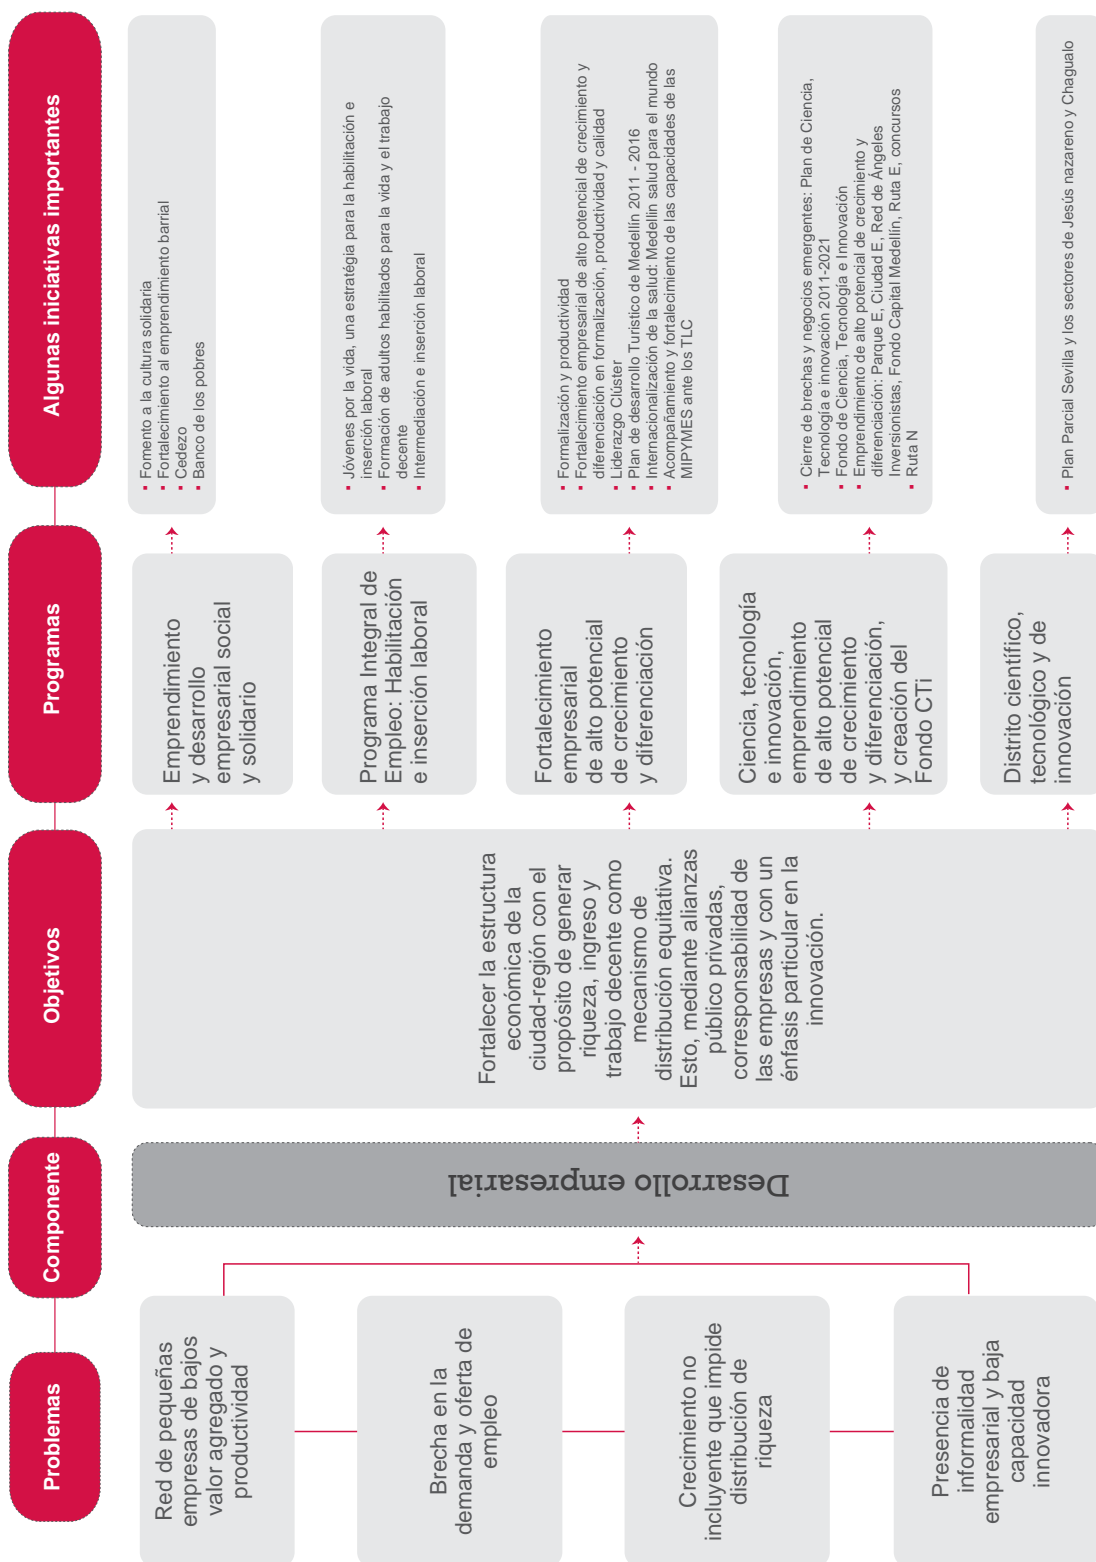 Problemas
Componente
Objetivos
Programas
Algunas iniciativas importantes
Red de pequeñas
empresas de bajos
valor agregado y
productividad
Brecha en la
demanda y oferta de
empleo
Crecimiento no
incluyente que impide
distribución de
riqueza
Presencia de
informalidad
empresarial y baja
capacidad
innovadora
Desarrollo empresarial
Fortalecer la estructura
económica de la
ciudad-región con el
propósito de generar
riqueza, ingreso y
trabajo decente como
mecanismo de
distribución equitativa.
Esto, mediante alianzas
público privadas,
corresponsabilidad de
las empresas y con un
énfasis particular en la
innovación.
Emprendimiento
y desarrollo
empresarial social
y solidario
Programa Integral de
Empleo: Habilitación
e inserción laboral
Fortalecimiento
empresarial
de alto potencial
de crecimiento
y diferenciación
Ciencia, tecnología
e innovación,
emprendimiento
de alto potencial
de crecimiento
y diferenciación,
y creación del
Fondo CTi
Distrito científico,
tecnológico y de
innovación
▪ Fomento a la cultura solidaria
▪ Fortalecimiento al emprendimiento barrial
▪ Cedezo
▪ Banco de los pobres
▪ Jóvenes por la vida, una estratégia para la habilitación e
inserción laboral
▪ Formación de adultos habilitados para la vida y el trabajo
decente
▪ Intermediación e inserción laboral
▪ Formalización y productividad
▪ Fortalecimiento empresarial de alto potencial de crecimiento y
diferenciación en formalización, productividad y calidad
▪ Liderazgo Clúster
▪ Plan de desarrollo Turístico de Medellín 2011 - 2016
▪ Internacionalización de la salud: Medellín salud para el mundo
▪ Acompañamiento y fortalecimiento de las capacidades de las
MIPYMES ante los TLC
▪ Cierre de brechas y negocios emergentes: Plan de Ciencia,
Tecnología e innovación 2011-2021
▪ Fondo de Ciencia, Tecnología e Innovación
▪ Emprendimiento de alto potencial de crecimiento y
diferenciación: Parque E, Ciudad E, Red de Ángeles
Inversionistas, Fondo Capital Medellín, Ruta E, concursos
▪ Ruta N
▪ Plan Parcial Sevilla y los sectores de Jesús nazareno y Chagualo